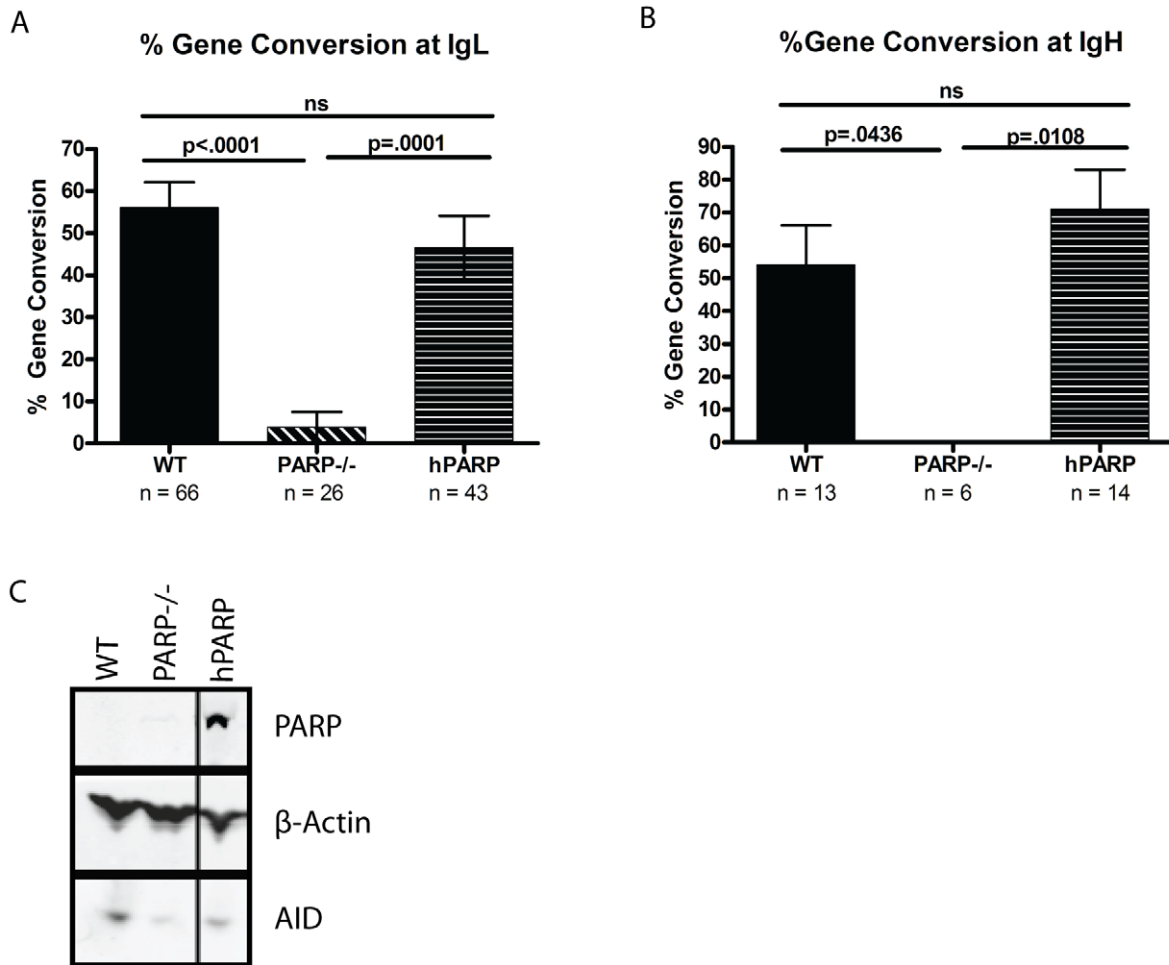 A
% Gene Conversion at IgL
ns
p<.0001
p=.0001
% Gene Conversion
70
60
50
40
30
20
10
0
WT
PARP-/-
hPARP
n = 66
n = 26
n = 43
B
%Gene Conversion at IgH
ns
p=.0436
p=.0108
% Gene Conversion
90
80
70
60
50
40
30
20
10
0
WT
PARP-/-
hPARP
n = 13
n = 6
n = 14
C
WT
PARP-/-
hPARP
PARP
β-Actin
AID